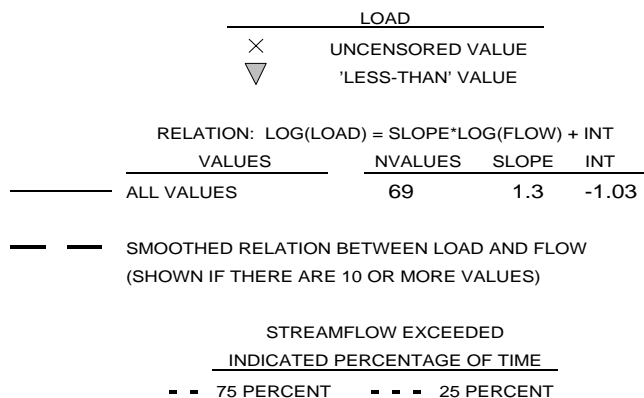 LOAD
UNCENSORED VALUE
'LESS-THAN' VALUE
RELATION: LOG(LOAD) = SLOPE*LOG(FLOW) + INT
VALUES NVALUES SLOPE INT
ALL VALUES 69 1.3 -1.03
SMOOTHED RELATION BETWEEN LOAD AND FLOW
(SHOWN IF THERE ARE 10 OR MORE VALUES)
STREAMFLOW EXCEEDED
INDICATED PERCENTAGE OF TIME
75 PERCENT 25 PERCENT